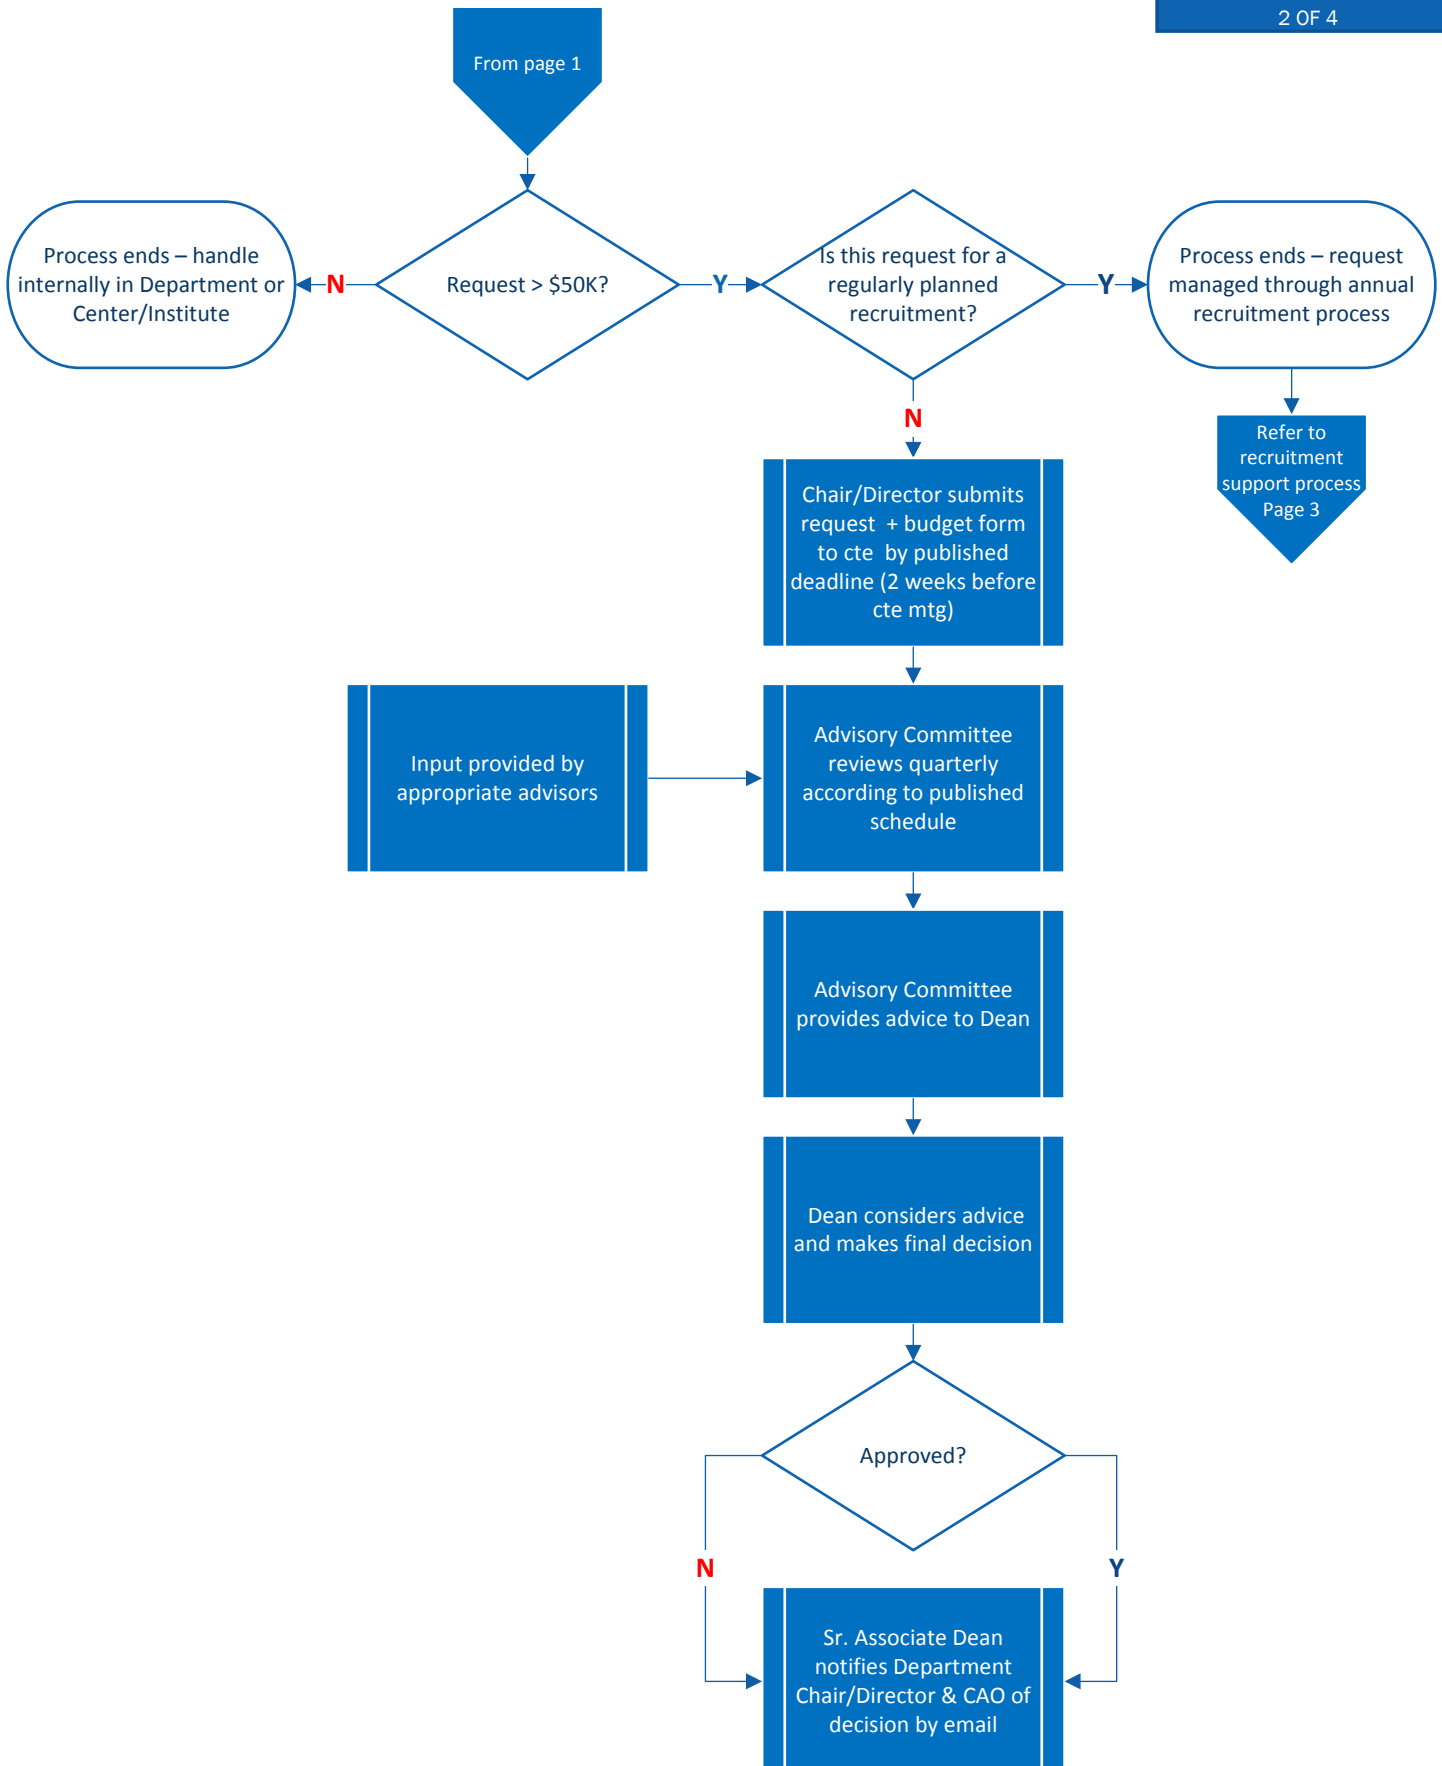 2 OF 4
From page 1
Process ends – handle
internally in Department or
Center/Institute
N
Request > $50K?
Y
Is this request for a
regularly planned
recruitment?
Y
Process ends – request
managed through annual
recruitment process
N
Refer to
recruitment
support process
Page 3
Chair/Director submits
request + budget form
to cte by published
deadline (2 weeks before
cte mtg)
Input provided by
appropriate advisors
Advisory Committee
reviews quarterly
according to published
schedule
Advisory Committee
provides advice to Dean
Dean considers advice
and makes final decision
Approved?
N
Y
Sr. Associate Dean
notifies Department
Chair/Director & CAO of
decision by email